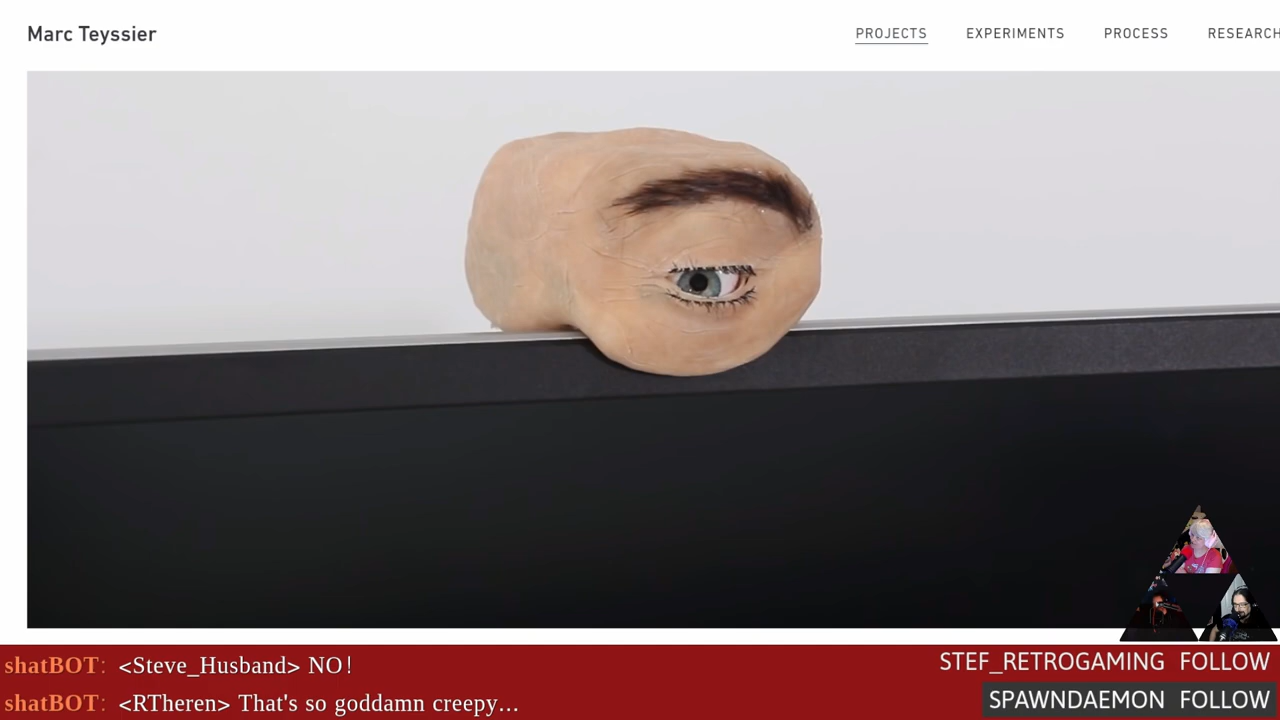 Marc Teyssier
PROJECTS EXPERIMENTS PROCESS RESEARCH
shatBOT: <Steve_Husband> NO!
STEF_RETROGAMING FOLLOW
shatBOT: <RTheren> That's so goddamn creepy...
SPAWNDAEMON FOLLOW